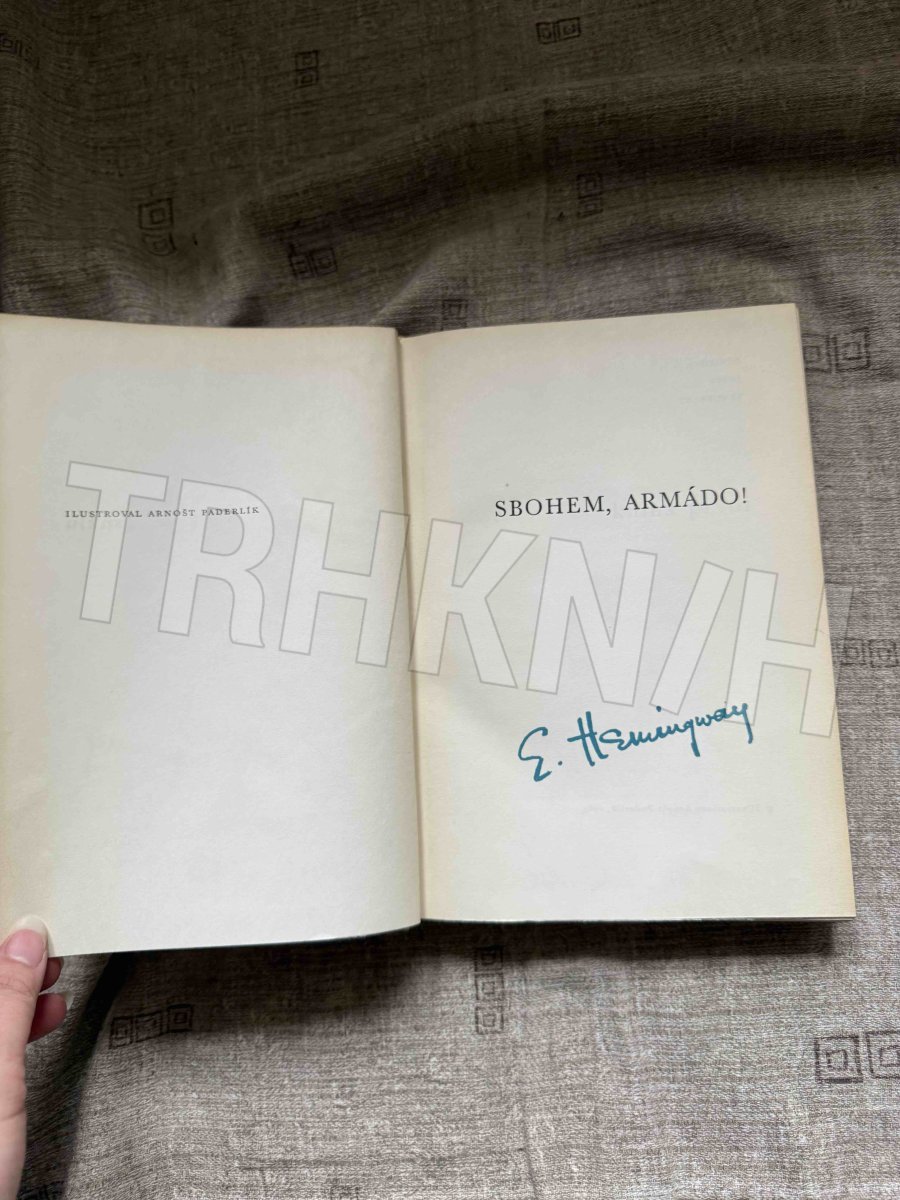 ILUSTROVAL ARNOŠT PADERLÍK
SBOHEM, ARMÁDO!
TRHKNIH
E. Hemingway